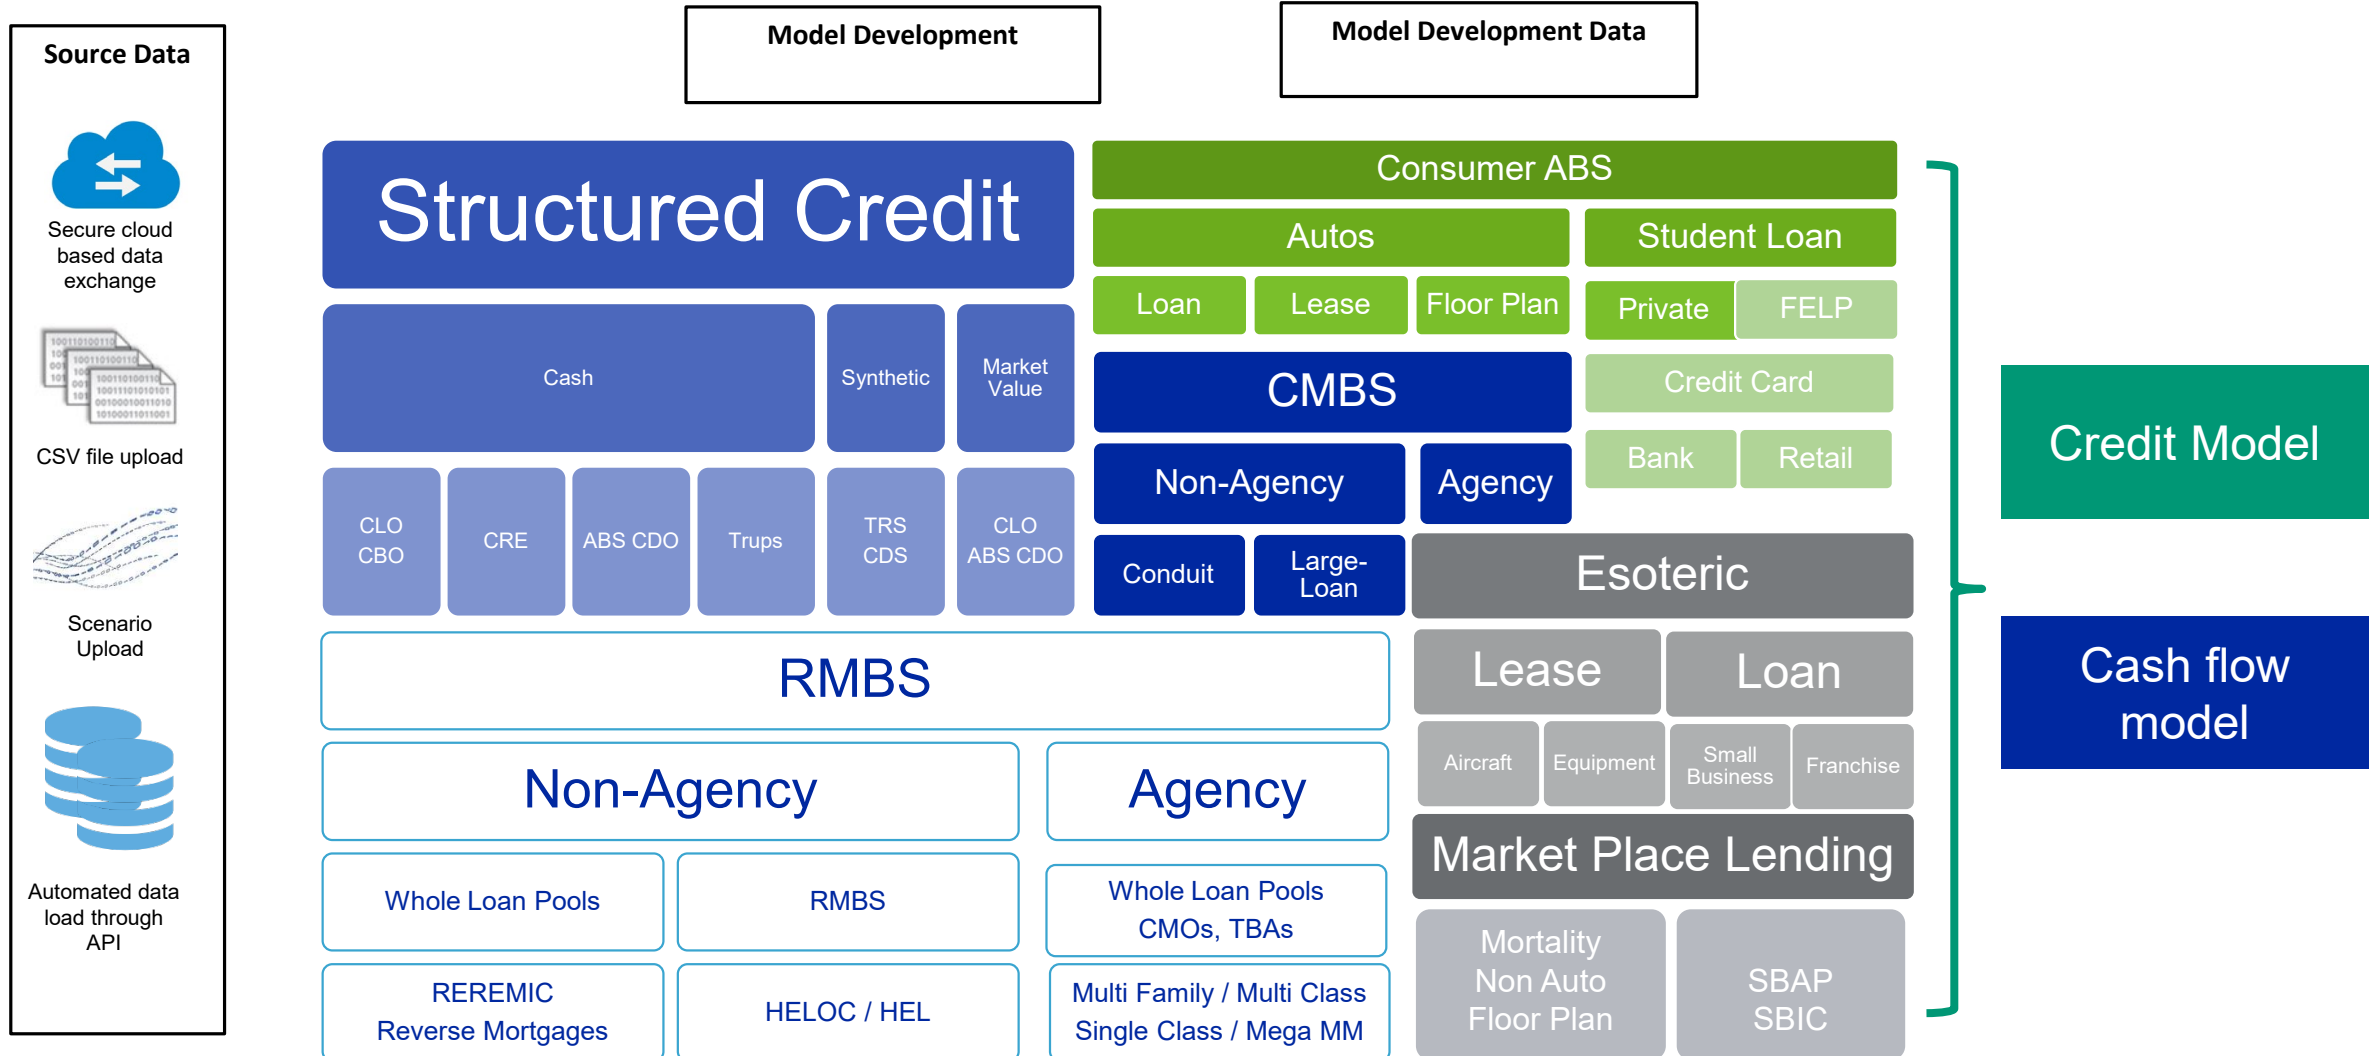 Source Data
Secure cloud
based data
exchange
CSV file upload
Scenario
Upload
Automated data
load through
API
Model Development
Model Development Data
Structured Credit
Cash
Synthetic
Market
Value
CLO
CBO
CRE
ABS CDO
Trups
TRS
CDS
CLO
ABS CDO
Consumer ABS
Autos
Student Loan
Loan
Lease
Floor Plan
Private
FELP
CMBS
Credit Card
Non-Agency
Agency
Bank
Retail
Conduit
Large-
Loan
Esoteric
Lease
Loan
Aircraft
Equipment
Small
Business
Franchise
Market Place Lending
Mortality
Non Auto
Floor Plan
SBAP
SBIC
RMBS
Non-Agency
Agency
Whole Loan Pools
RMBS
Whole Loan Pools
CMOs, TBAs
REREMIC
Reverse Mortgages
HELOC / HEL
Multi Family / Multi Class
Single Class / Mega MM
Credit Model
Cash flow
model